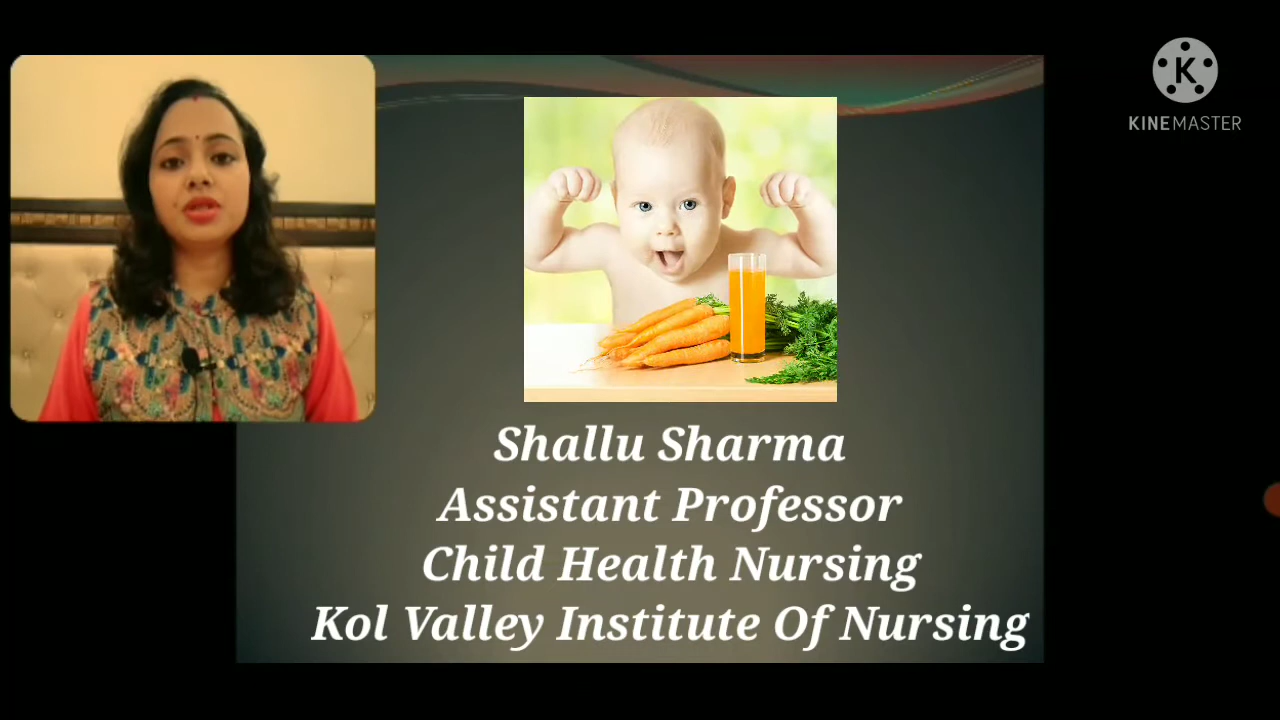 K
KINEMASTER
Shallu Sharma
Assistant Professor
Child Health Nursing
Kol Valley Institute Of Nursing